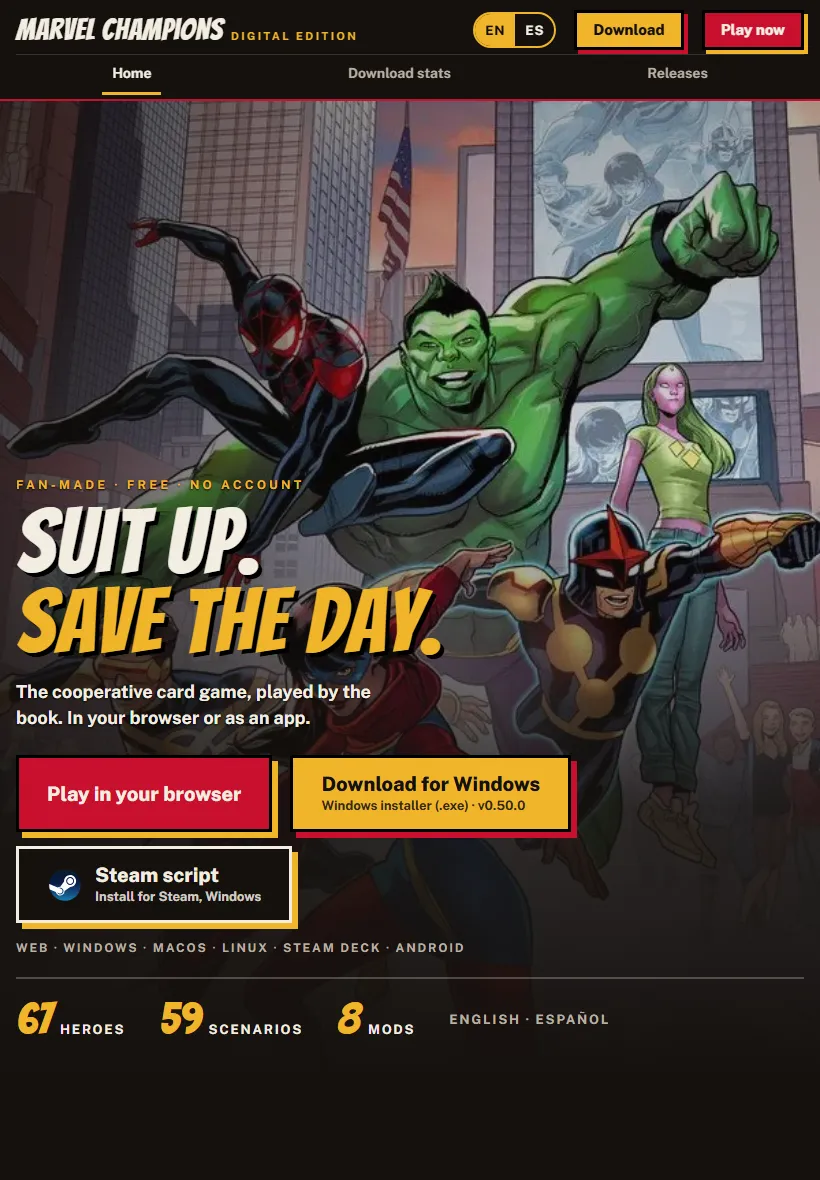 MARVEL CHAMPIONS DIGITAL EDITION
EN ES
Download
Play now
Home
Download stats
Releases
FAN-MADE · FREE · NO ACCOUNT
SUIT UP.
SAVE THE DAY.
The cooperative card game, played by the
book. In your browser or as an app.
Play in your browser
Download for Windows
Windows installer (.exe) · v0.50.0
Steam script
Install for Steam, Windows
WEB · WINDOWS · MACOS · LINUX · STEAM DECK · ANDROID
67 HEROES
59 SCENARIOS
8 MODS
ENGLISH · ESPAÑOL